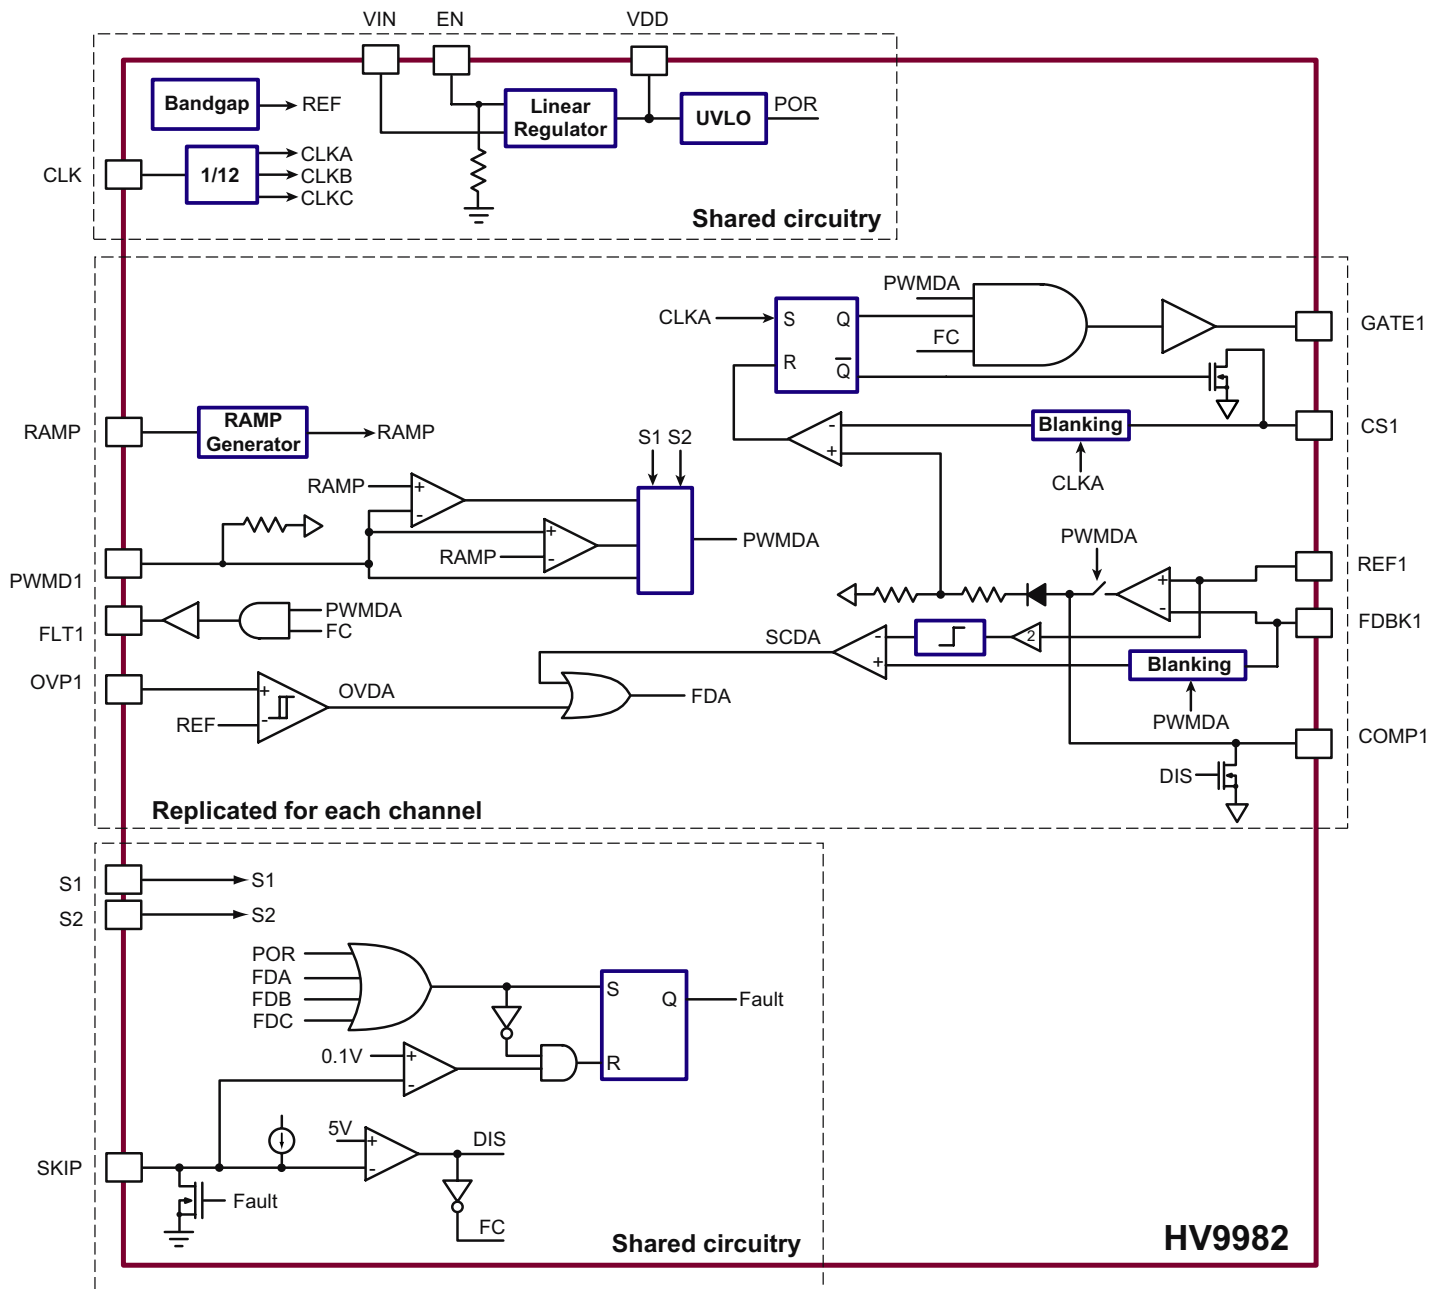 VIN EN VDD
Bandgap REF
Linear Regulator
UVLO POR
CLK 1/12 CLKA
CLKB
CLKC
Shared circuitry
PWMDA
CLKA S Q
FC
R Q
GATE1
RAMP RAMP Generator RAMP
S1 S2
- Blanking CS1
+
CLKA
RAMP +
-
+
RAMP -
PWMDA
PWMD1
PWMDA
+ REF1
-
FDBK1
FLT1 PWMDA
FC
SCDA - 2
+ Blanking
PWMDA
OVP1 + OVDA
REF -
FDA
COMP1
DIS
Replicated for each channel
S1 S1
S2 S2
POR
FDA
FDB
FDC
S Q Fault
R
0.1V +
-
5V + DIS
-
SKIP
Fault
FC
Shared circuitry
HV9982